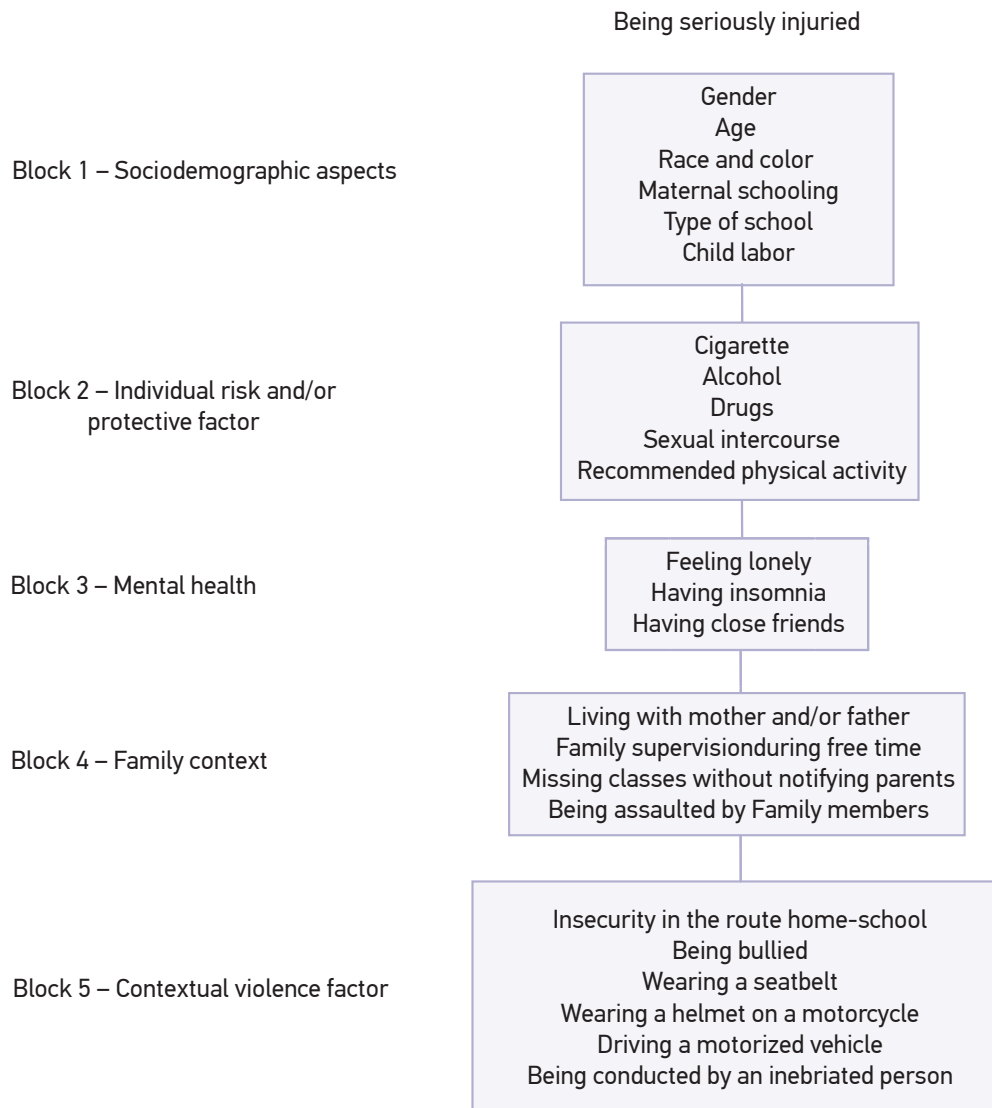 Being seriously injuried
Block 1 – Sociodemographic aspects
Gender
Age
Race and color
Maternal schooling
Type of school
Child labor
Block 2 – Individual risk and/or
protective factor
Cigarette
Alcohol
Drugs
Sexual intercourse
Recommended physical activity
Block 3 – Mental health
Feeling lonely
Having insomnia
Having close friends
Block 4 – Family context
Living with mother and/or father
Family supervisionduring free time
Missing classes without notifying parents
Being assaulted by Family members
Block 5 – Contextual violence factor
Insecurity in the route home-school
Being bullied
Wearing a seatbelt
Wearing a helmet on a motorcycle
Driving a motorized vehicle
Being conducted by an inebriated person